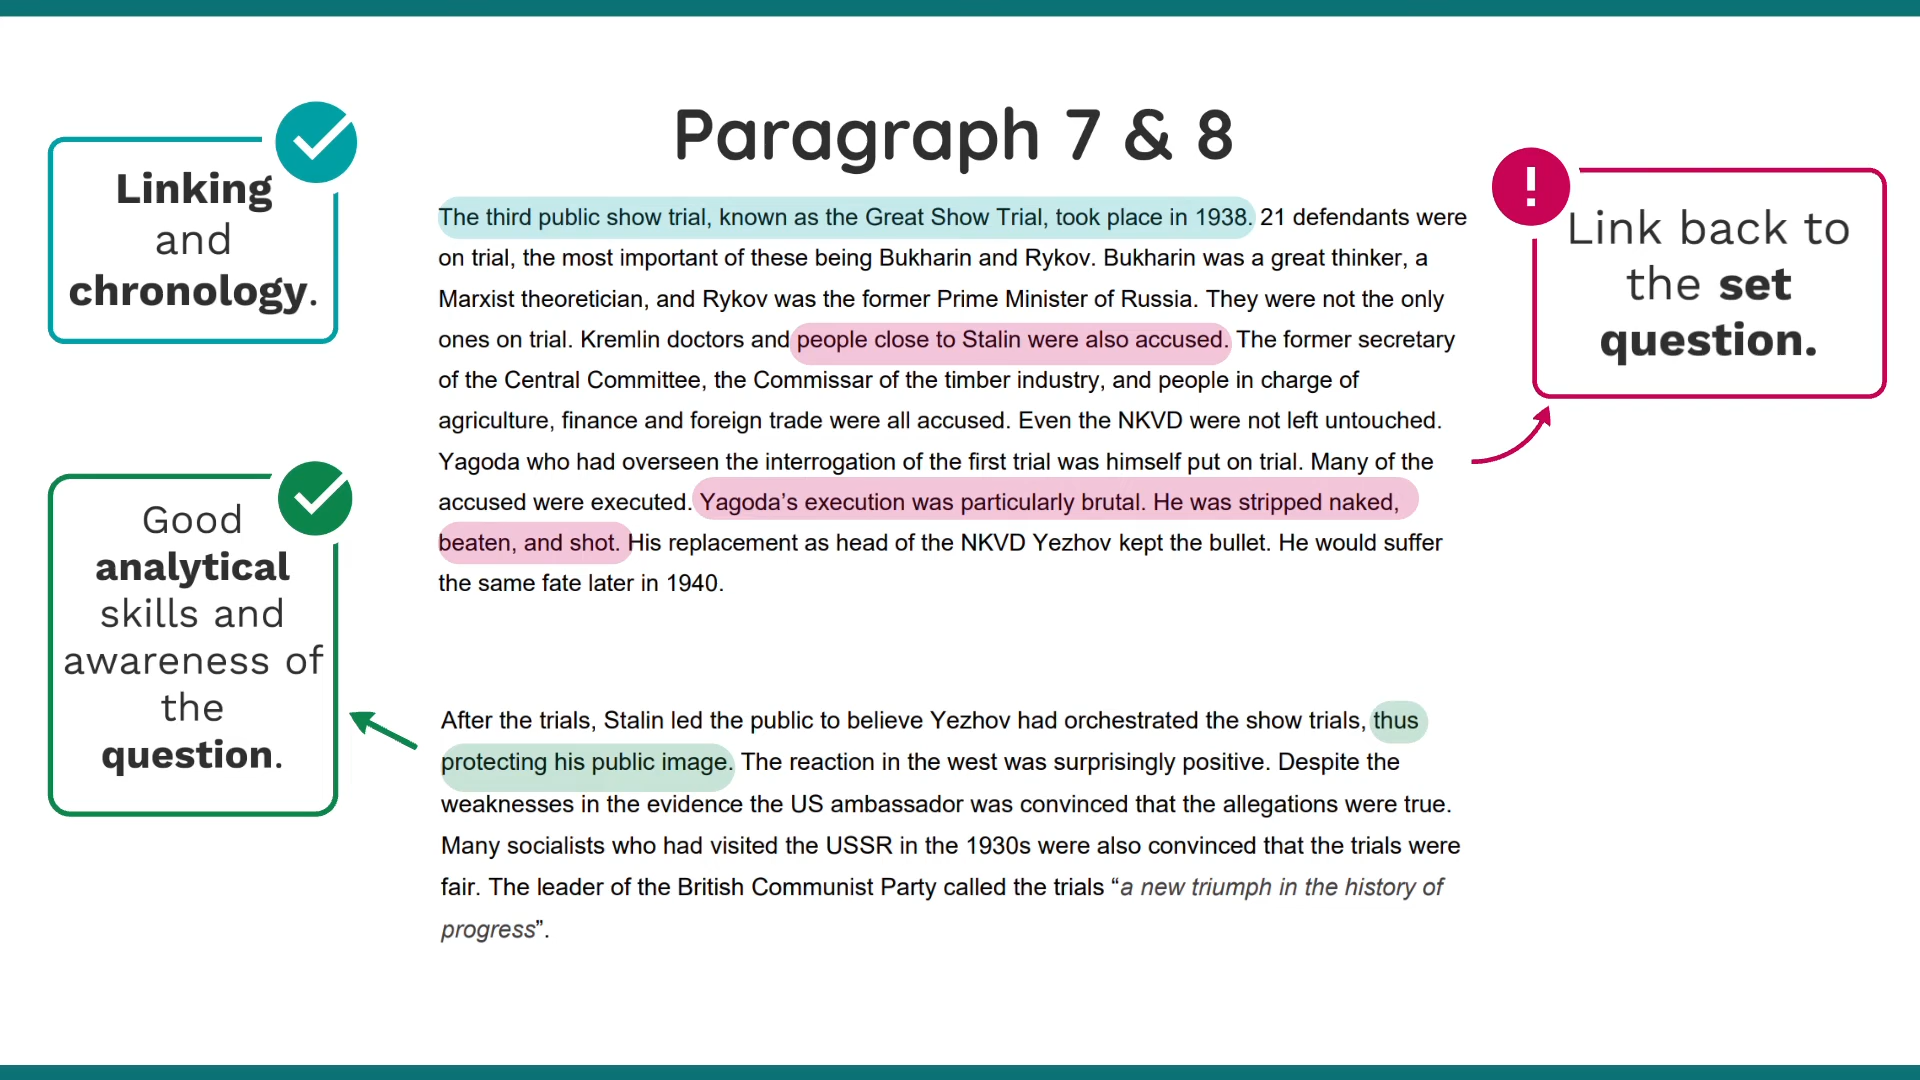 Paragraph 7 & 8
Linking
and
chronology.
Good
analytical
skills and
awareness of
the
question.
The third public show trial, known as the Great Show Trial, took place in 1938. 21 defendants were
on trial, the most important of these being Bukharin and Rykov. Bukharin was a great thinker, a
Marxist theoretician, and Rykov was the former Prime Minister of Russia. They were not the only
ones on trial. Kremlin doctors and people close to Stalin were also accused. The former secretary
of the Central Committee, the Commissar of the timber industry, and people in charge of
agriculture, finance and foreign trade were all accused. Even the NKVD were not left untouched.
Yagoda who had overseen the interrogation of the first trial was himself put on trial. Many of the
accused were executed. Yagoda’s execution was particularly brutal. He was stripped naked,
beaten, and shot. His replacement as head of the NKVD Yezhov kept the bullet. He would suffer
the same fate later in 1940.
After the trials, Stalin led the public to believe Yezhov had orchestrated the show trials, thus
protecting his public image. The reaction in the west was surprisingly positive. Despite the
weaknesses in the evidence the US ambassador was convinced that the allegations were true.
Many socialists who had visited the USSR in the 1930s were also convinced that the trials were
fair. The leader of the British Communist Party called the trials “a new triumph in the history of
progress”.
Link back to
the set
question.